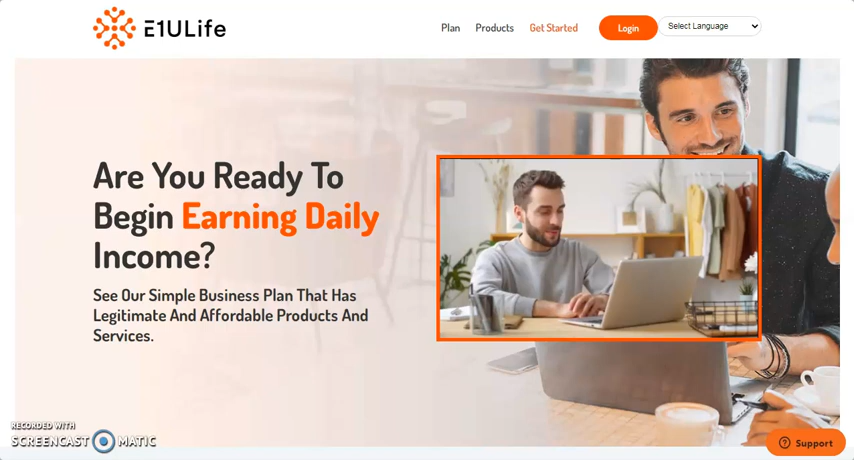 E1ULife
Plan Products Get Started Login Select Language
Are You Ready To
Begin Earning Daily
Income?
See Our Simple Business Plan That Has
Legitimate And Affordable Products And
Services.
RECORDED WITH
SCREENCAST MATIC
Support